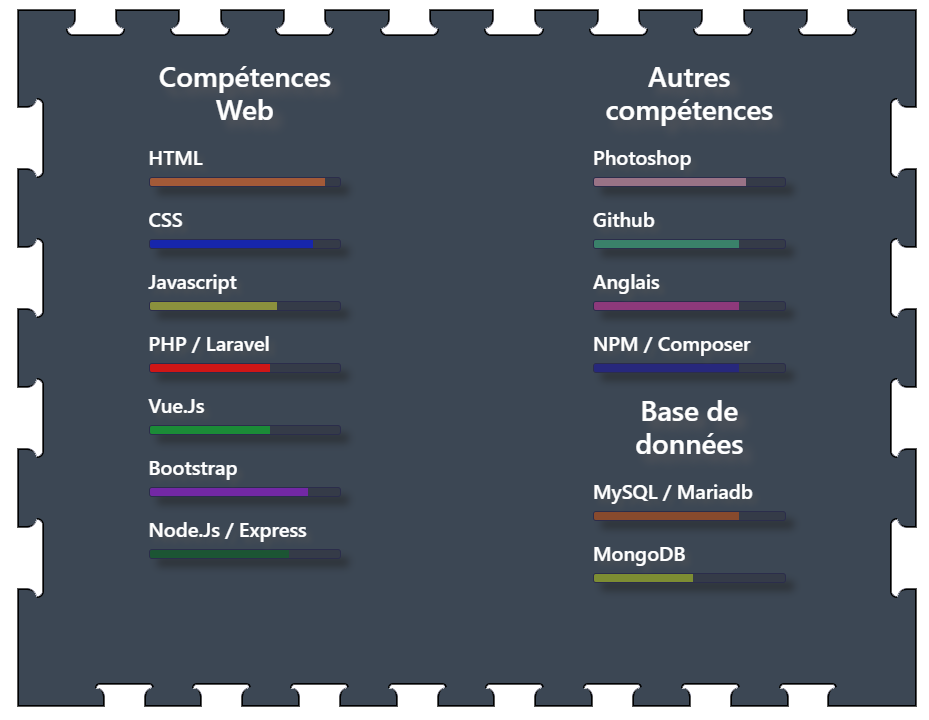 Compétences
Web
HTML
CSS
Javascript
PHP / Laravel
Vue.Js
Bootstrap
Node.Js / Express
Autres
compétences
Photoshop
Github
Anglais
NPM / Composer
Base de
données
MySQL / Mariadb
MongoDB